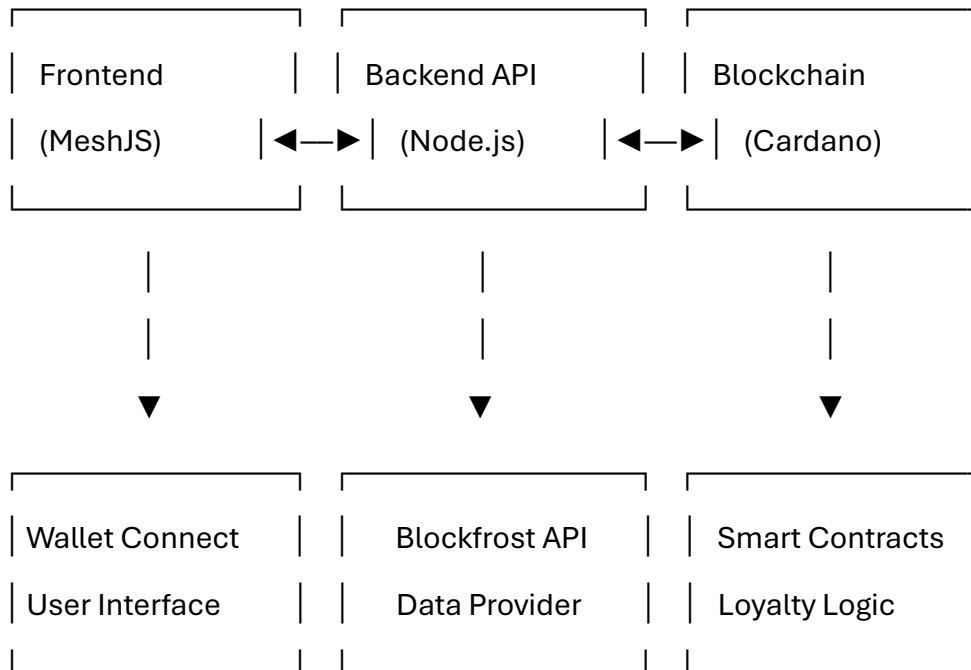 Frontend
(MeshJS)
Backend API
(Node.js)
Blockchain
(Cardano)
Wallet Connect
User Interface
Blockfrost API
Data Provider
Smart Contracts
Loyalty Logic